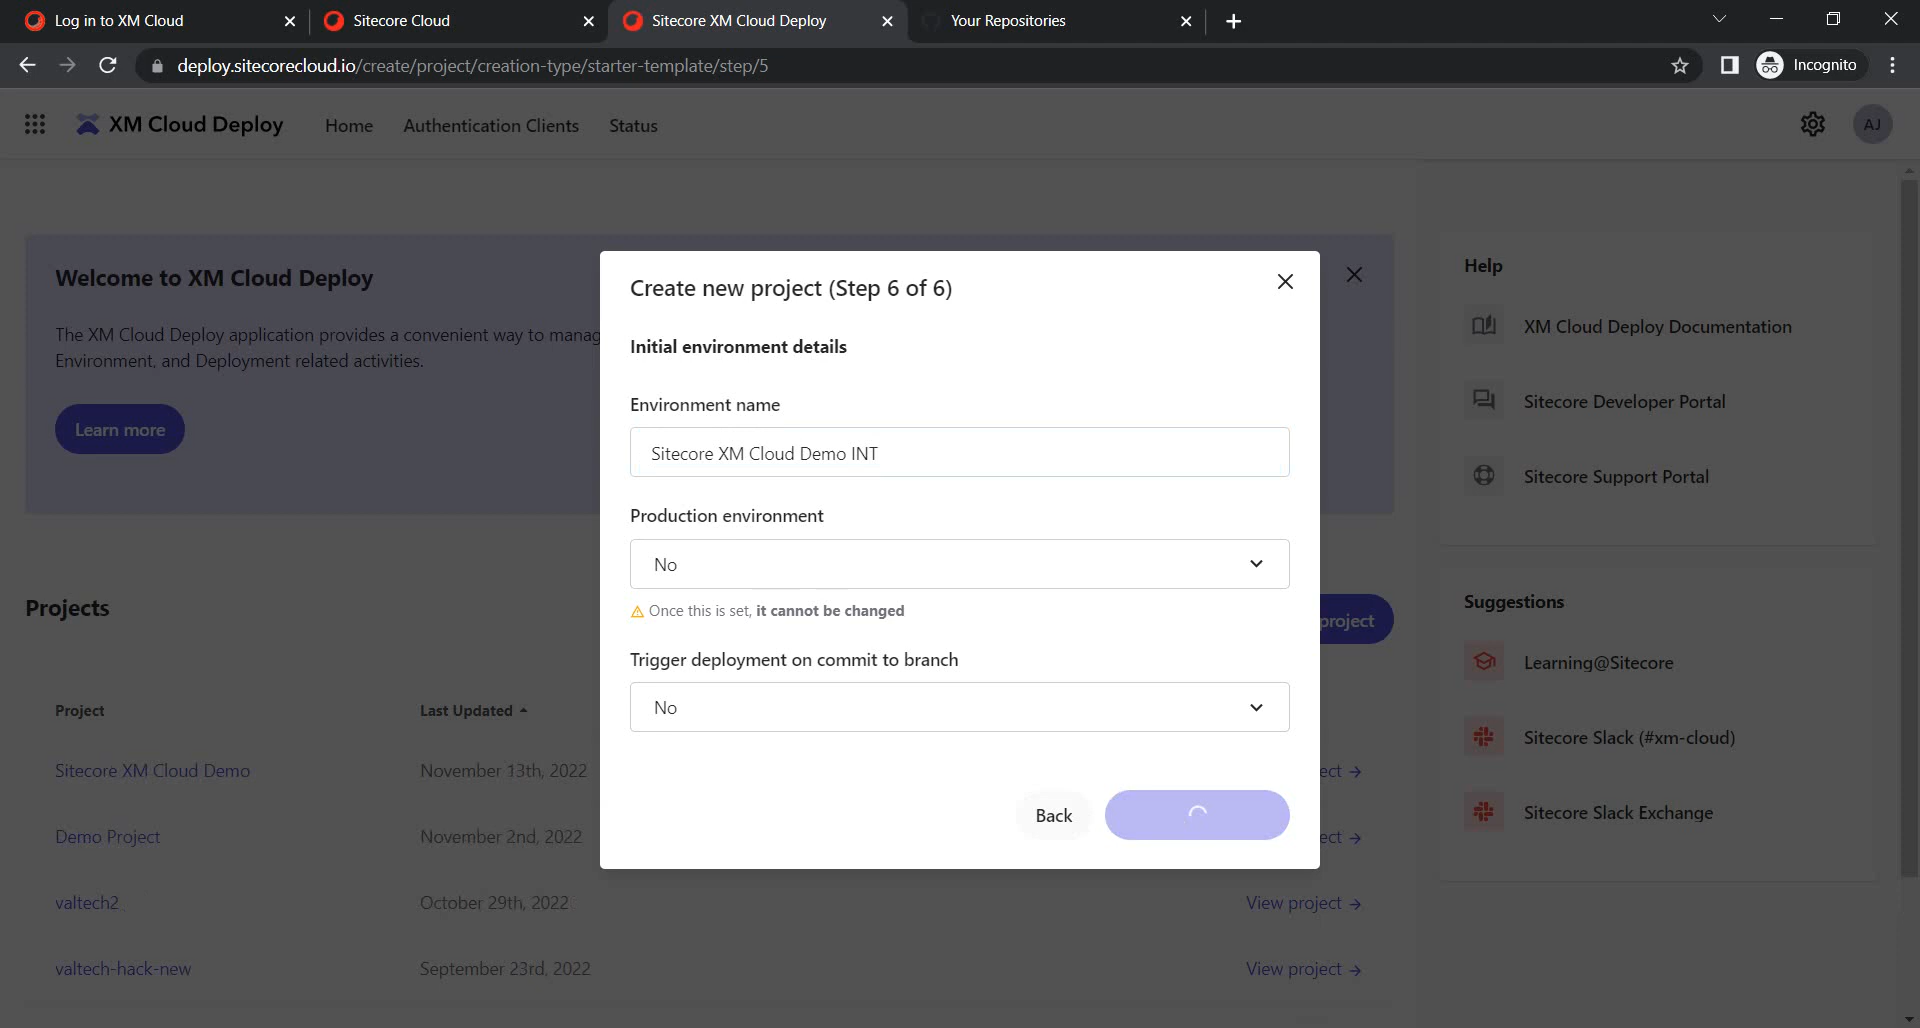 Log in to XM Cloud
Sitecore Cloud
Sitecore XM Cloud Deploy
Your Repositories
deploy.sitecorecloud.io/create/project/creation-type/starter-template/step/5
Incognito
XM Cloud Deploy
Home
Authentication Clients
Status
AJ
Welcome to XM Cloud Deploy
The XM Cloud Deploy application provides a convenient way to manag
Environment, and Deployment related activities.
Learn more
Projects
project
Project
Last Updated
Sitecore XM Cloud Demo
November 13th, 2022
ect →
Demo Project
November 2nd, 2022
ect →
valtech2
October 29th, 2022
View project →
valtech-hack-new
September 23rd, 2022
View project →
Create new project (Step 6 of 6)
Initial environment details
Environment name
Sitecore XM Cloud Demo INT
Production environment
No
Once this is set, it cannot be changed
Trigger deployment on commit to branch
No
Back
Help
XM Cloud Deploy Documentation
Sitecore Developer Portal
Sitecore Support Portal
Suggestions
Learning@Sitecore
Sitecore Slack (#xm-cloud)
Sitecore Slack Exchange